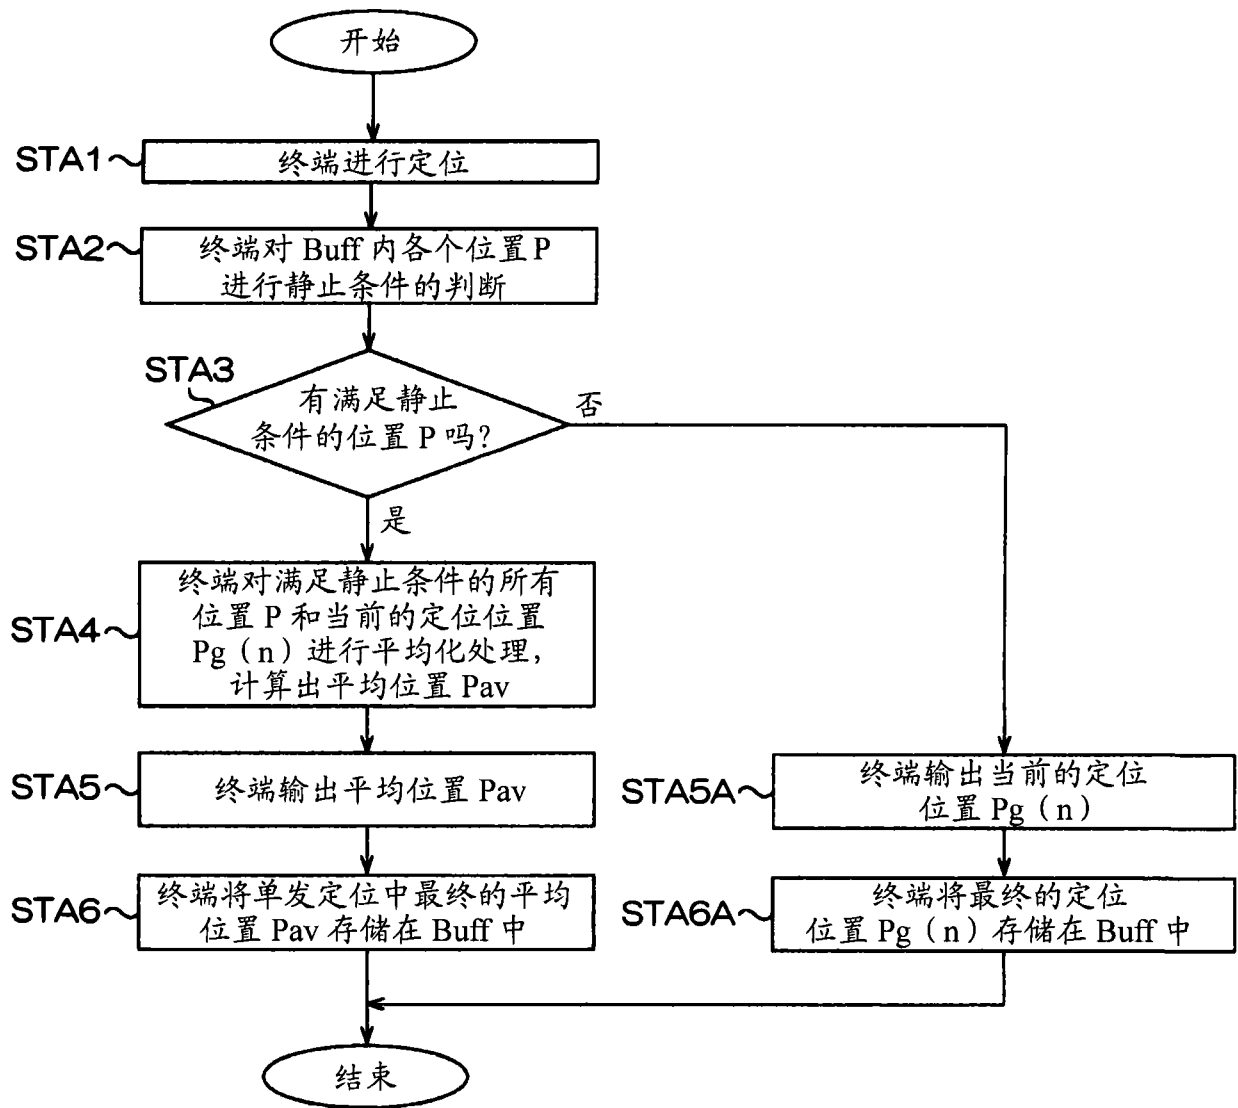 开始
STA1
终端进行定位
STA2
终端对 Buff 内各个位置 P
进行静止条件的判断
STA3
有满足静止
条件的位置 P 吗?
否
是
STA4
终端对满足静止条件的所有
位置 P 和当前的定位位置
Pg（n）进行平均化处理，
计算出平均位置 Pav
STA5
终端输出平均位置 Pav
STA5A
终端输出当前的定位
位置 Pg（n）
STA6
终端将单发定位中最终的平均
位置 Pav 存储在 Buff 中
STA6A
终端将最终的定位
位置 Pg（n）存储在 Buff 中
结束